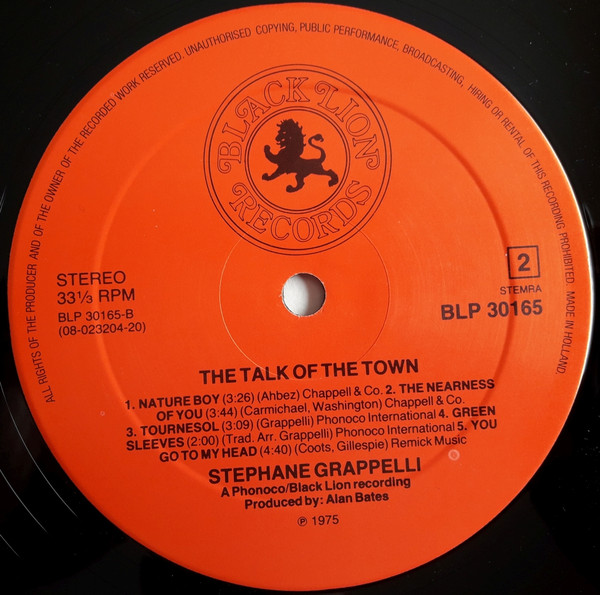 ALL RIGHTS OF THE PRODUCER AND OF THE OWNER OF THE RECORDED WORK RESERVED. UNAUTHORISED COPYING, PUBLIC PERFORMANCE, BROADCASTING, HIRING OR RENTAL OF THIS RECORDING PROHIBITED. MADE IN HOLLAND.
BLACK LION
RECORDS
STEREO
33⅓ RPM
BLP 30165-B
(08-023204-20)
2
STEMRA
BLP 30165
THE TALK OF THE TOWN
1. NATURE BOY (3:26) (Ahbez) Chappell & Co. 2. THE NEARNESS
OF YOU (3:44) (Carmichael, Washington) Chappell & Co.
3. TOURNESOL (3:09) (Grappelli) Phonoco International 4. GREEN
SLEEVES (2:00) (Trad. Arr. Grappelli) Phonoco International 5. YOU
GO TO MY HEAD (4:40) (Coots, Gillespie) Remick Music
STEPHANE GRAPPELLI
A Phonoco/Black Lion recording
Produced by: Alan Bates
℗ 1975